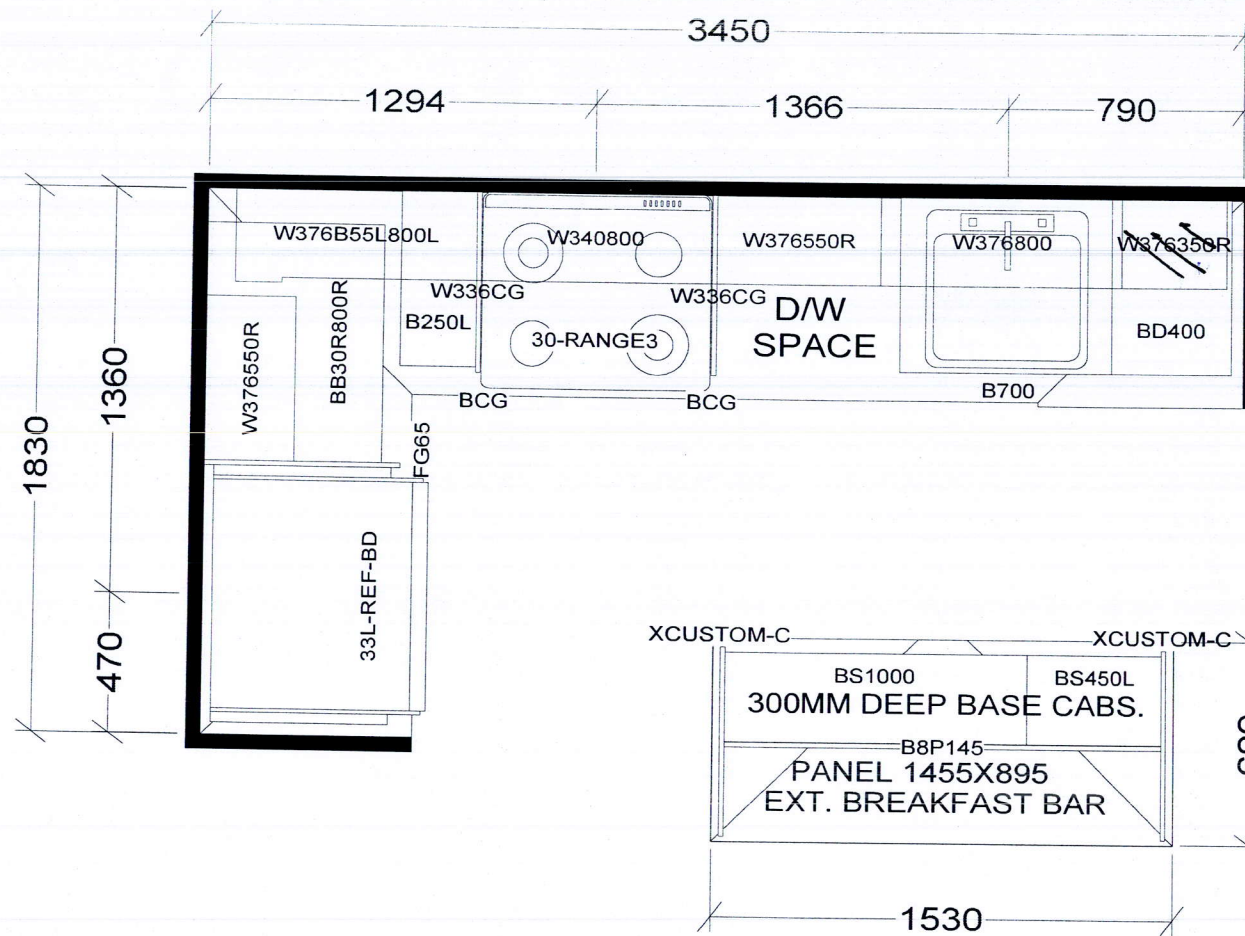 3450
1294
1366
790
W376B55L800L
W340800
W376550R
W376800
W376350R
W336CG
W336CG
B250L
30-RANGE3
D/W
SPACE
BD400
W376550R
BB30R800R
1360
1830
BCG
BCG
B700
FG65
33L-REF-BD
470
XCUSTOM-C
XCUSTOM-C
BS1000
BS450L
300MM DEEP BASE CABS.
B8P145
PANEL 1455X895
EXT. BREAKFAST BAR
1530